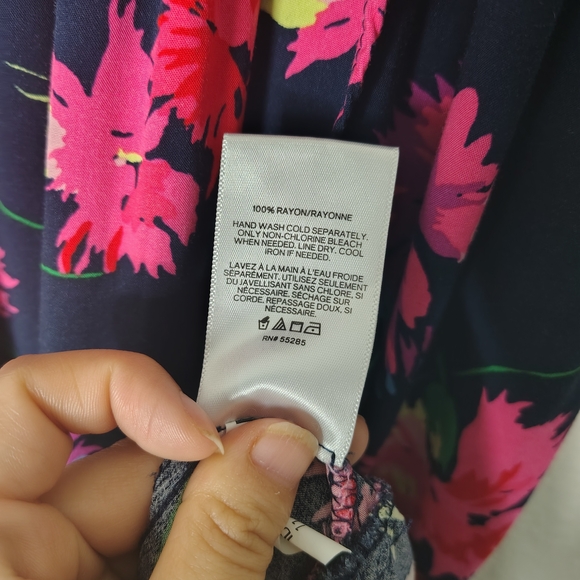 100% RAYON/RAYONNE
HAND WASH COLD SEPARATELY.
ONLY NON-CHLORINE BLEACH
WHEN NEEDED. LINE DRY. COOL
IRON IF NEEDED.
LAVEZ À LA MAIN À L'EAU FROIDE
SÉPARÉMENT. UTILISEZ SEULEMENT
DU JAVELLISANT SANS CHLORE, SI
NÉCESSAIRE. SÉCHAGE SUR
CORDE. REPASSAGE DOUX, SI
NÉCESSAIRE.
RN# 55285